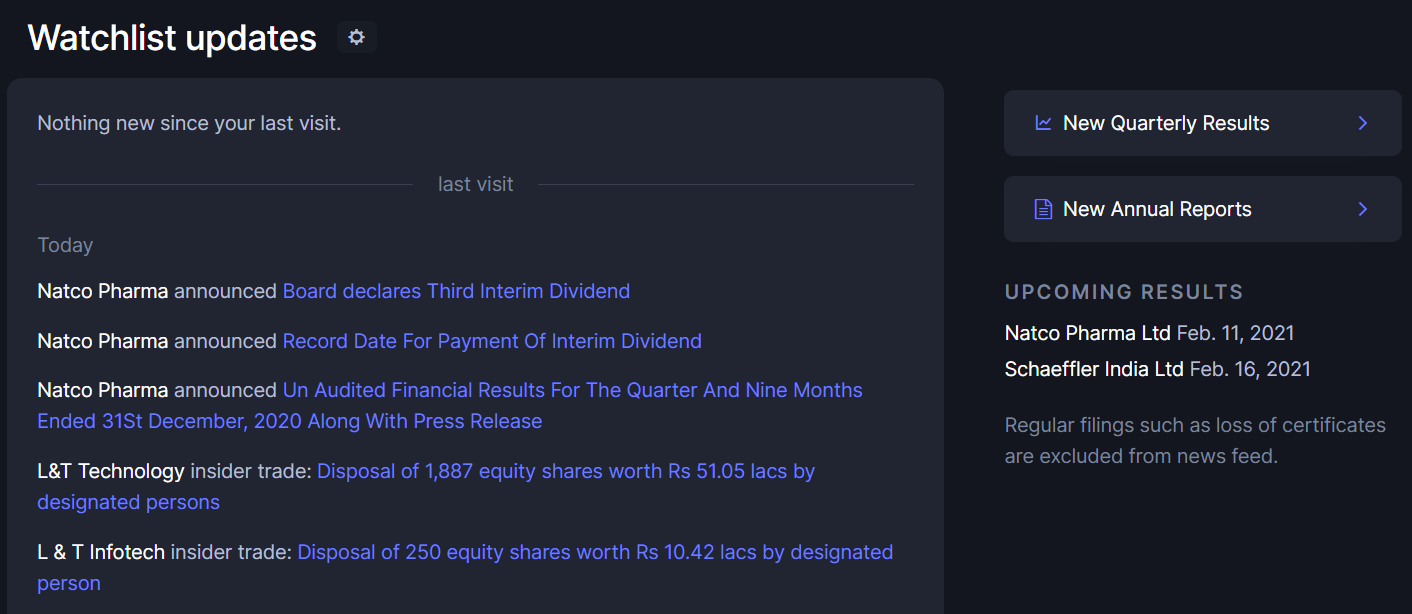 Watchlist updates
Nothing new since your last visit.
last visit
Today
Natco Pharma announced Board declares Third Interim Dividend
Natco Pharma announced Record Date For Payment Of Interim Dividend
Natco Pharma announced Un Audited Financial Results For The Quarter And Nine Months
Ended 31St December, 2020 Along With Press Release
L&T Technology insider trade: Disposal of 1,887 equity shares worth Rs 51.05 lacs by
designated persons
L & T Infotech insider trade: Disposal of 250 equity shares worth Rs 10.42 lacs by designated
person
New Quarterly Results
New Annual Reports
UPCOMING RESULTS
Natco Pharma Ltd Feb. 11, 2021
Schaeffler India Ltd Feb. 16, 2021
Regular filings such as loss of certificates
are excluded from news feed.